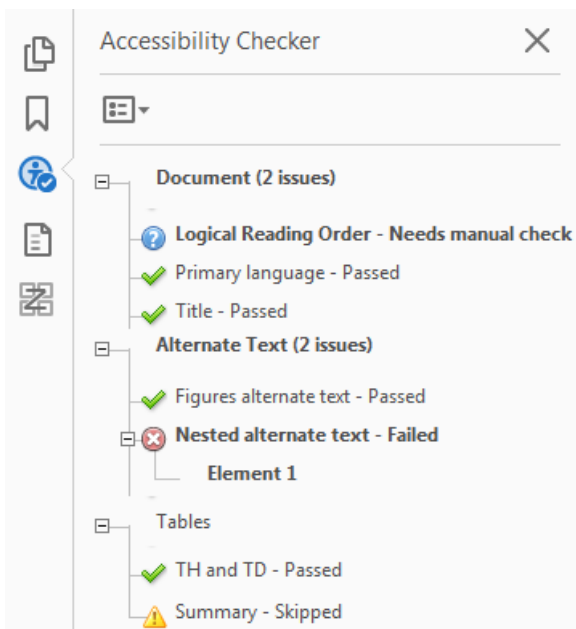 Accessibility Checker
Document (2 issues)
Logical Reading Order - Needs manual check
Primary language - Passed
Title - Passed
Alternate Text (2 issues)
Figures alternate text - Passed
Nested alternate text - Failed
Element 1
Tables
TH and TD - Passed
Summary - Skipped